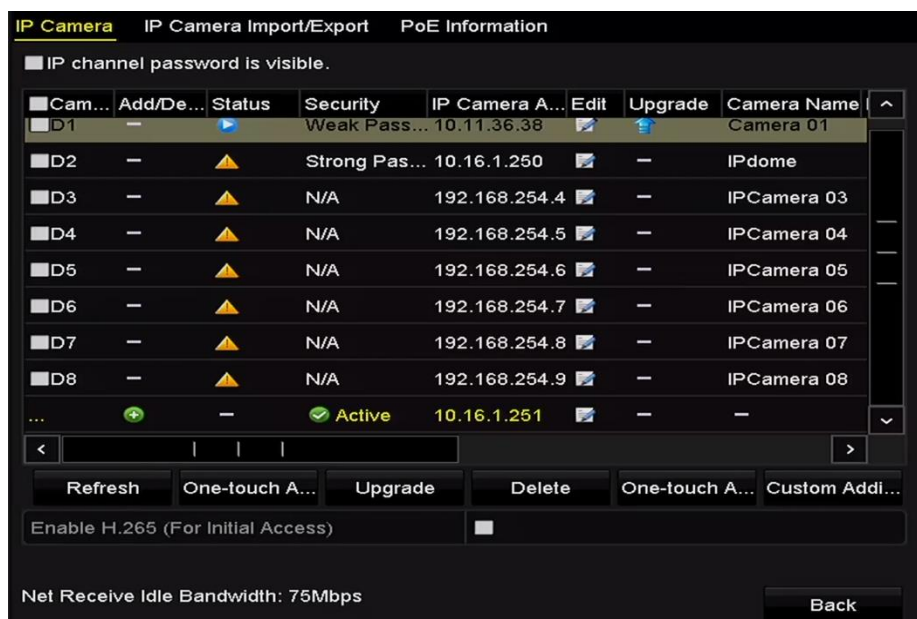 IP Camera IP Camera Import/Export PoE Information
IP channel password is visible.
Cam... Add/De... Status Security IP Camera A... Edit Upgrade Camera Name
D1 – Weak Pass... 10.11.36.38 Camera 01
D2 – Strong Pas... 10.16.1.250 – IPdome
D3 – N/A 192.168.254.4 – IPCamera 03
D4 – N/A 192.168.254.5 – IPCamera 04
D5 – N/A 192.168.254.6 – IPCamera 05
D6 – N/A 192.168.254.7 – IPCamera 06
D7 – N/A 192.168.254.8 – IPCamera 07
D8 – N/A 192.168.254.9 – IPCamera 08
... – Active 10.16.1.251 – –
Refresh One-touch A... Upgrade Delete One-touch A... Custom Addi...
Enable H.265 (For Initial Access)
Net Receive Idle Bandwidth: 75Mbps
Back